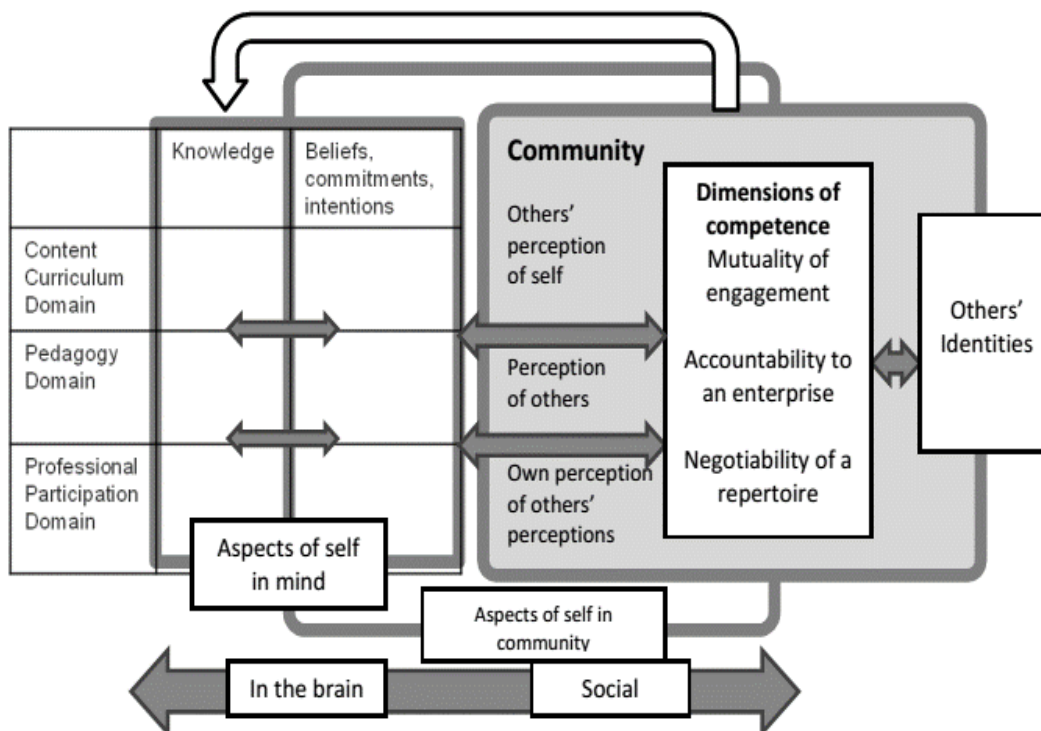 Knowledge
Beliefs,
commitments,
intentions
Content
Curriculum
Domain
Pedagogy
Domain
Professional
Participation
Domain
Aspects of self
in mind
Community
Others’
perception
of self
Perception
of others
Own perception
of others’
perceptions
Dimensions of
competence
Mutuality of
engagement
Accountability to
an enterprise
Negotiability of a
repertoire
Others’
Identities
Aspects of self in
community
In the brain
Social